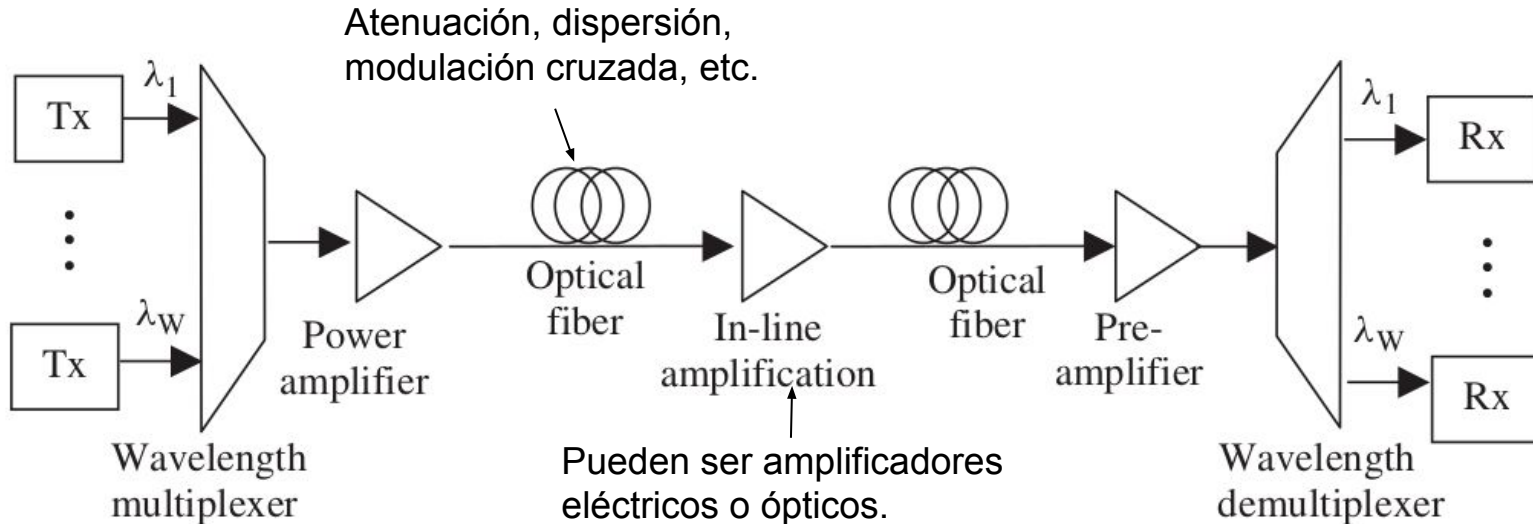 Atenuación, dispersión,
modulación cruzada, etc.
λ1
Tx
λW
Tx
Wavelength
multiplexer
Power
amplifier
Optical
fiber
In-line
amplification
Pueden ser amplificadores
eléctricos o ópticos.
Optical
fiber
Pre-
amplifier
λ1
Rx
λW
Rx
Wavelength
demultiplexer